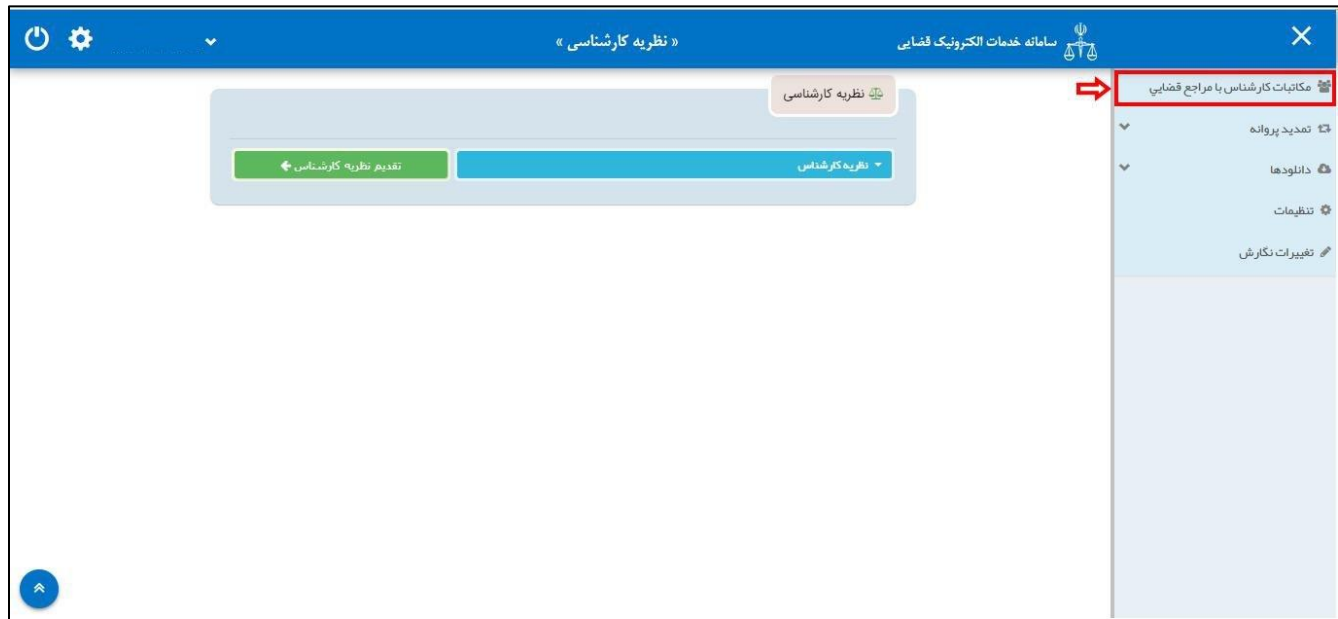 سامانه خدمات الکترونیک قضایی
« نظریه کارشناسی »
مکاتبات کارشناس با مراجع قضايي
تمدید پروانه
دانلودها
تنظیمات
تغییرات نگارش
نظریه کارشناسی
نظریه کارشناس
تقدیم نظریه کارشناس